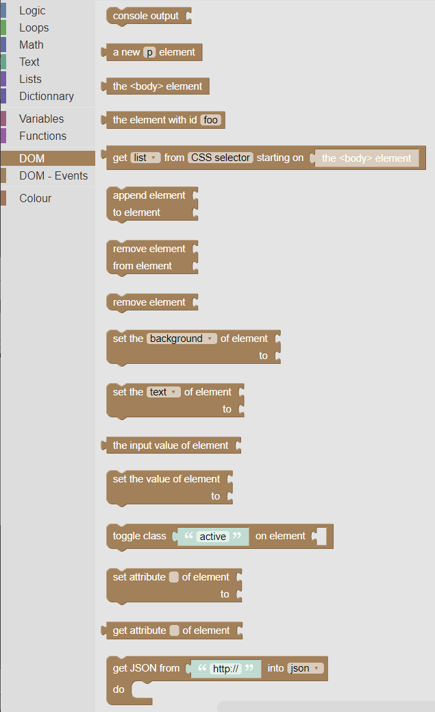 Logic
Loops
Math
Text
Lists
Dictionnary
Variables
Functions
DOM
DOM - Events
Colour
console output
a new p element
the <body> element
the element with id foo
get list from CSS selector starting on the <body> element
append element
to element
remove element
from element
remove element
set the background of element
to
set the text of element
to
the input value of element
set the value of element
to
toggle class “ active ” on element
set attribute of element
to
get attribute of element
get JSON from “ http:// ” into json
do